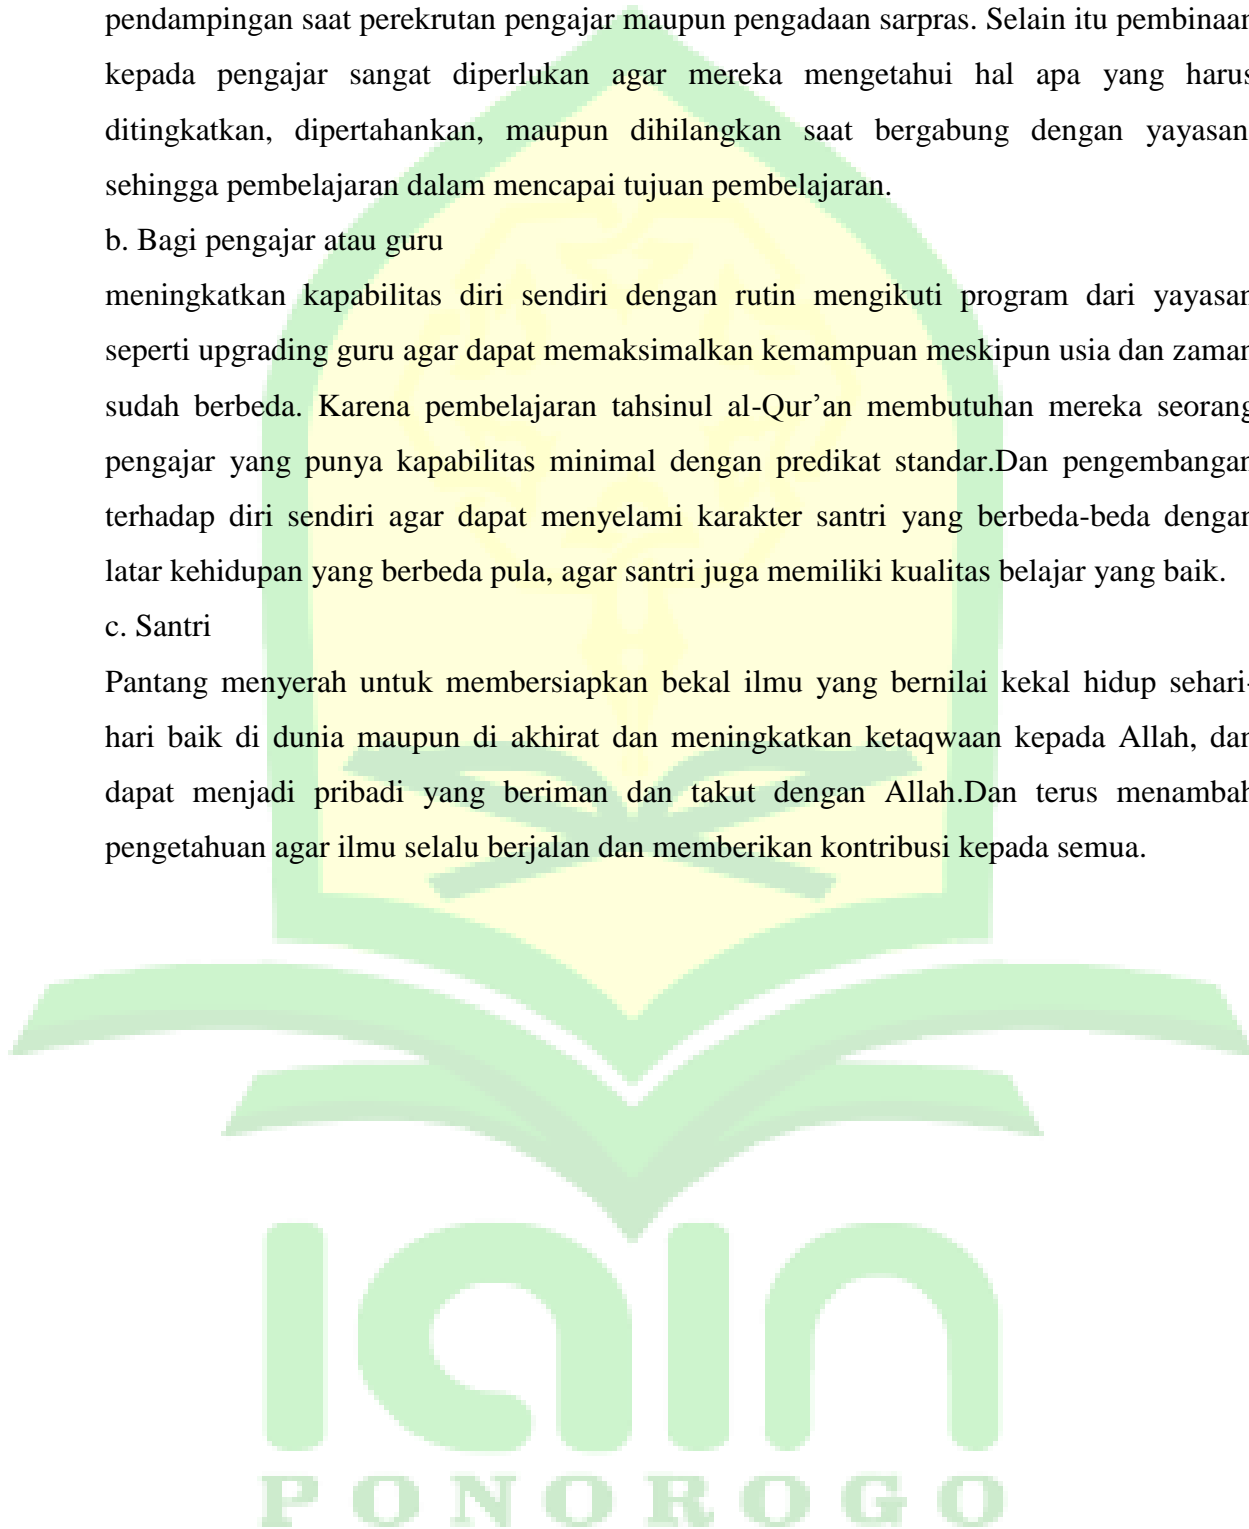 pendampingan saat perekrutan pengajar maupun pengadaan sarpras. Selain itu pembinaan
kepada pengajar sangat diperlukan agar mereka mengetahui hal apa yang harus
ditingkatkan, dipertahankan, maupun dihilangkan saat bergabung dengan yayasan
sehingga pembelajaran dalam mencapai tujuan pembelajaran.
b. Bagi pengajar atau guru
meningkatkan kapabilitas diri sendiri dengan rutin mengikuti program dari yayasan
seperti upgrading guru agar dapat memaksimalkan kemampuan meskipun usia dan zaman
sudah berbeda. Karena pembelajaran tahsinul al-Qur’an membutuhkan mereka seorang
pengajar yang punya kapabilitas minimal dengan predikat standar.Dan pengembangan
terhadap diri sendiri agar dapat menyelami karakter santri yang berbeda-beda dengan
latar kehidupan yang berbeda pula, agar santri juga memiliki kualitas belajar yang baik.
c. Santri
Pantang menyerah untuk membersiapkan bekal ilmu yang bernilai kekal hidup sehari-
hari baik di dunia maupun di akhirat dan meningkatkan ketaqwaan kepada Allah, dan
dapat menjadi pribadi yang beriman dan takut dengan Allah.Dan terus menambah
pengetahuan agar ilmu selalu berjalan dan memberikan kontribusi kepada semua.
iain
PONOROGO